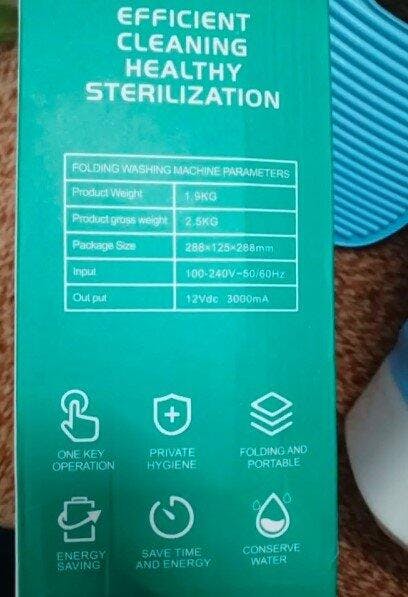 EFFICIENT
CLEANING
HEALTHY
STERILIZATION
FOLDING WASHING MACHINE PARAMETERS
Product Weight 1.9KG
Product gross weight 2.5KG
Package Size 288×125×288mm
Input 100-240V~50/60Hz
Out put 12Vdc 3000mA
ONE KEY
OPERATION
PRIVATE
HYGIENE
FOLDING AND
PORTABLE
ENERGY
SAVING
SAVE TIME
AND ENERGY
CONSERVE
WATER